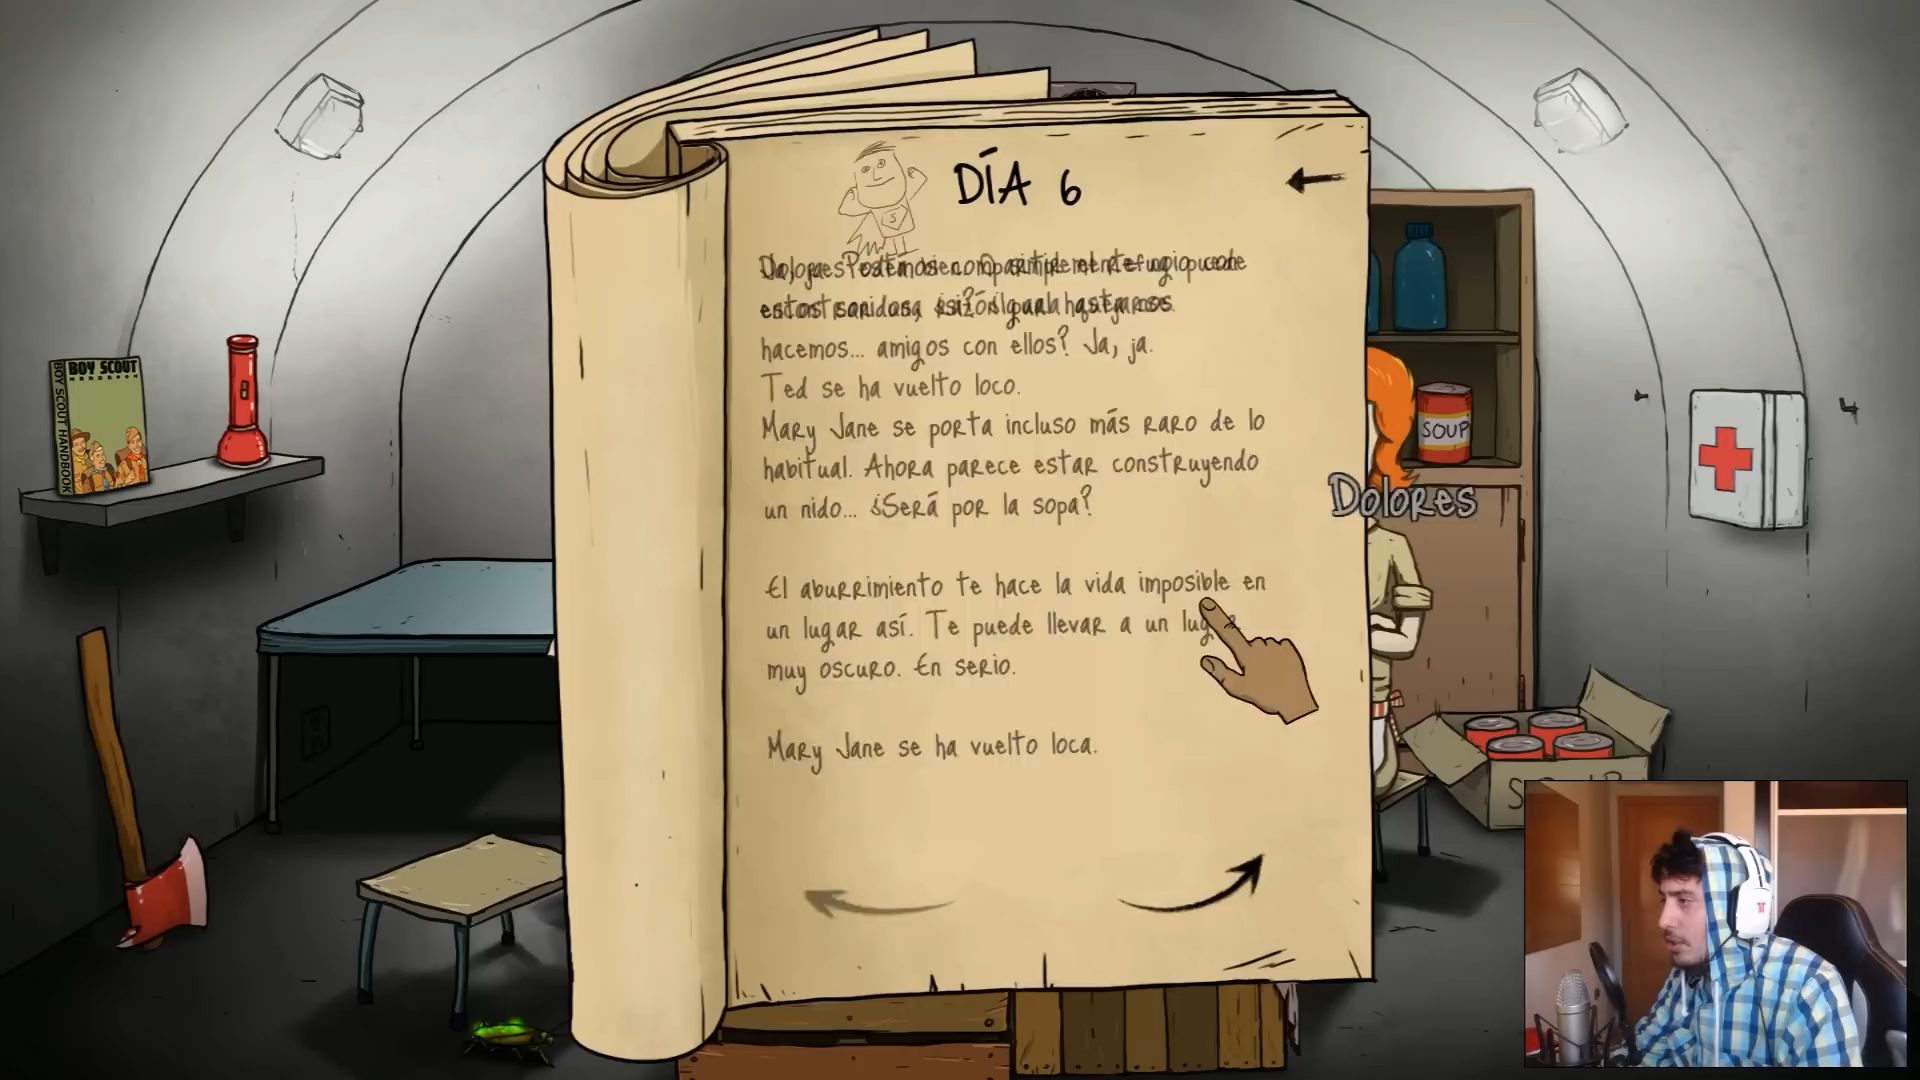 BOY SCOUT
HANDBOOK
BOY SCOUT HANDBOOK
DÍA 6
hacemos... amigos con ellos? Ja, ja.
Ted se ha vuelto loco.
Mary Jane se porta incluso más raro de lo
habitual. Ahora parece estar construyendo
un nido... ¿Será por la sopa?
El aburrimiento te hace la vida imposible en
un lugar así. Te puede llevar a un
muy oscuro. En serio.
Mary Jane se ha vuelto loca.
SOUP
Dolores
S